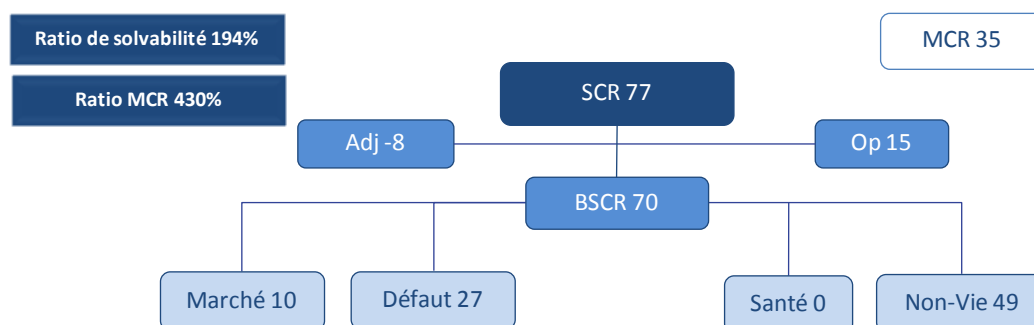 Ratio de solvabilité 194%
MCR 35
Ratio MCR 430%
SCR 77
Adj -8
Op 15
BSCR 70
Marché 10
Défaut 27
Santé 0
Non-Vie 49